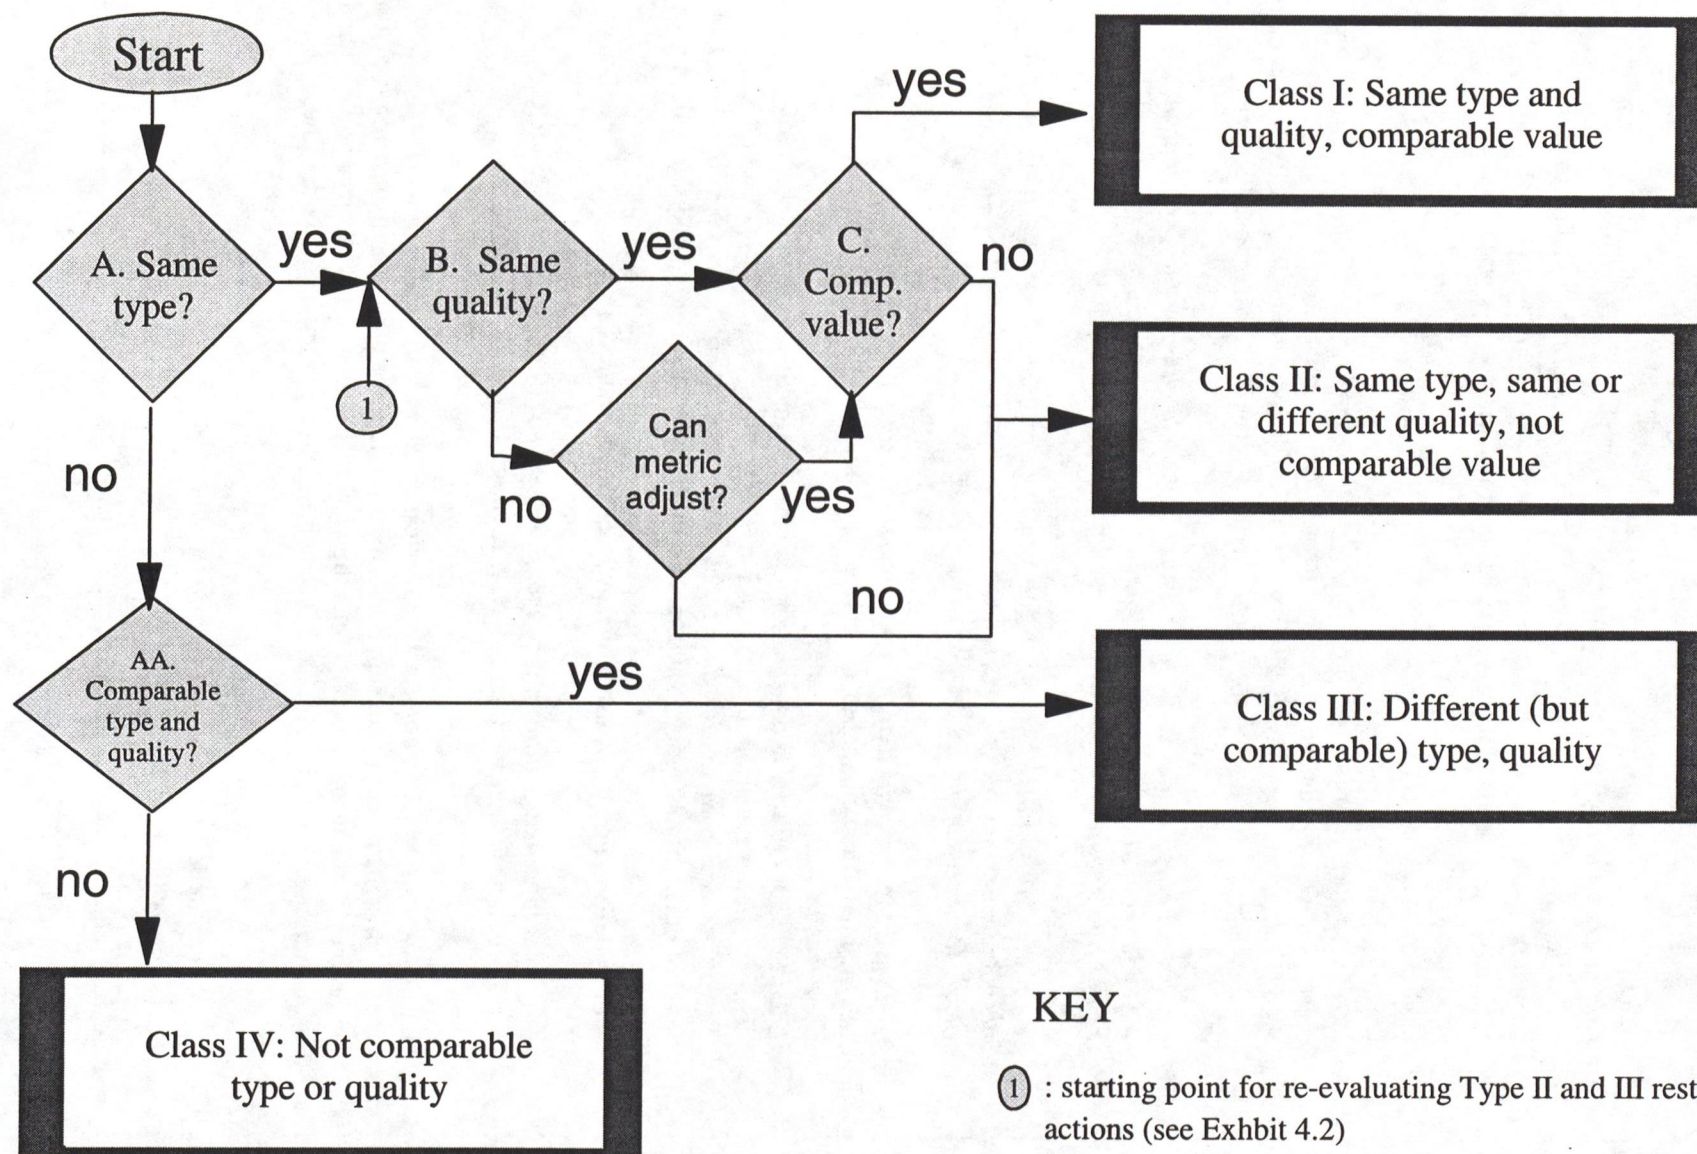 Start
yes
Class I: Same type and
quality, comparable value
A. Same
type?
yes
B. Same
quality?
yes
C.
Comp.
value?
no
1
Class II: Same type, same or
different quality, not
comparable value
Can
metric
adjust?
no
yes
no
no
AA.
Comparable
type and
quality?
yes
Class III: Different (but
comparable) type, quality
no
Class IV: Not comparable
type or quality
KEY
1 : starting point for re-evaluating Type II and III rest
actions (see Exhbit 4.2)